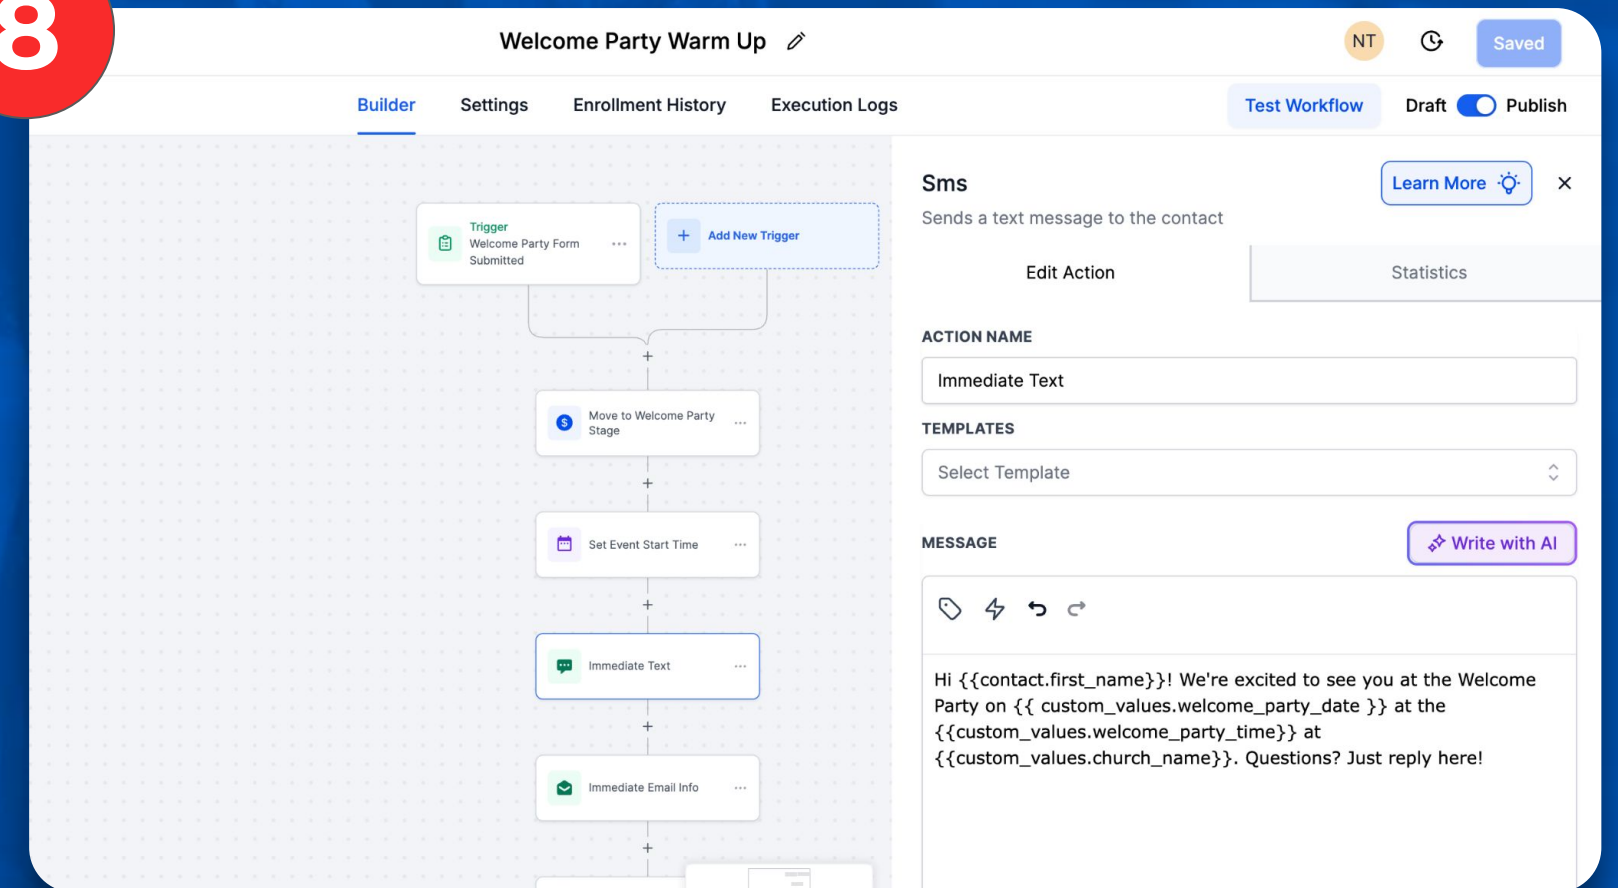 8
Welcome Party Warm Up
NT
Saved
Builder
Settings
Enrollment History
Execution Logs
Test Workflow
Draft
Publish
Trigger
Welcome Party Form
Submitted
Add New Trigger
Move to Welcome Party
Stage
Set Event Start Time
Immediate Text
Immediate Email Info
Sms
Learn More
Sends a text message to the contact
Edit Action
Statistics
ACTION NAME
Immediate Text
TEMPLATES
Select Template
MESSAGE
Write with AI
Hi {{contact.first_name}}! We're excited to see you at the Welcome
Party on {{ custom_values.welcome_party_date }} at the
{{custom_values.welcome_party_time}} at
{{custom_values.church_name}}. Questions? Just reply here!